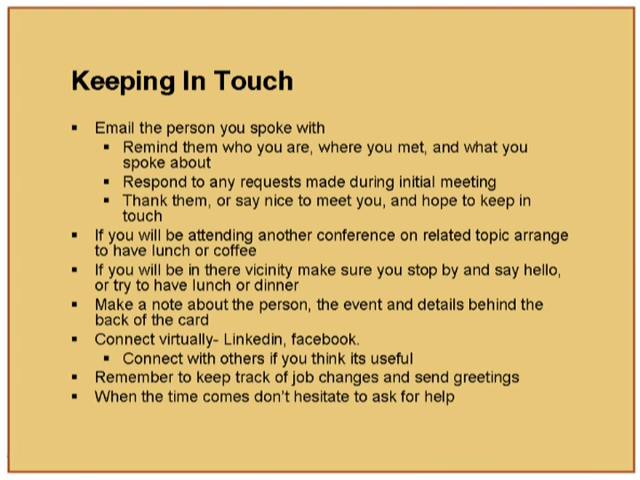 Keeping In Touch
▪ Email the person you spoke with
▪ Remind them who you are, where you met, and what you
spoke about
▪ Respond to any requests made during initial meeting
▪ Thank them, or say nice to meet you, and hope to keep in
touch
▪ If you will be attending another conference on related topic arrange
to have lunch or coffee
▪ If you will be in there vicinity make sure you stop by and say hello,
or try to have lunch or dinner
▪ Make a note about the person, the event and details behind the
back of the card
▪ Connect virtually- Linkedin, facebook.
▪ Connect with others if you think its useful
▪ Remember to keep track of job changes and send greetings
▪ When the time comes don't hesitate to ask for help